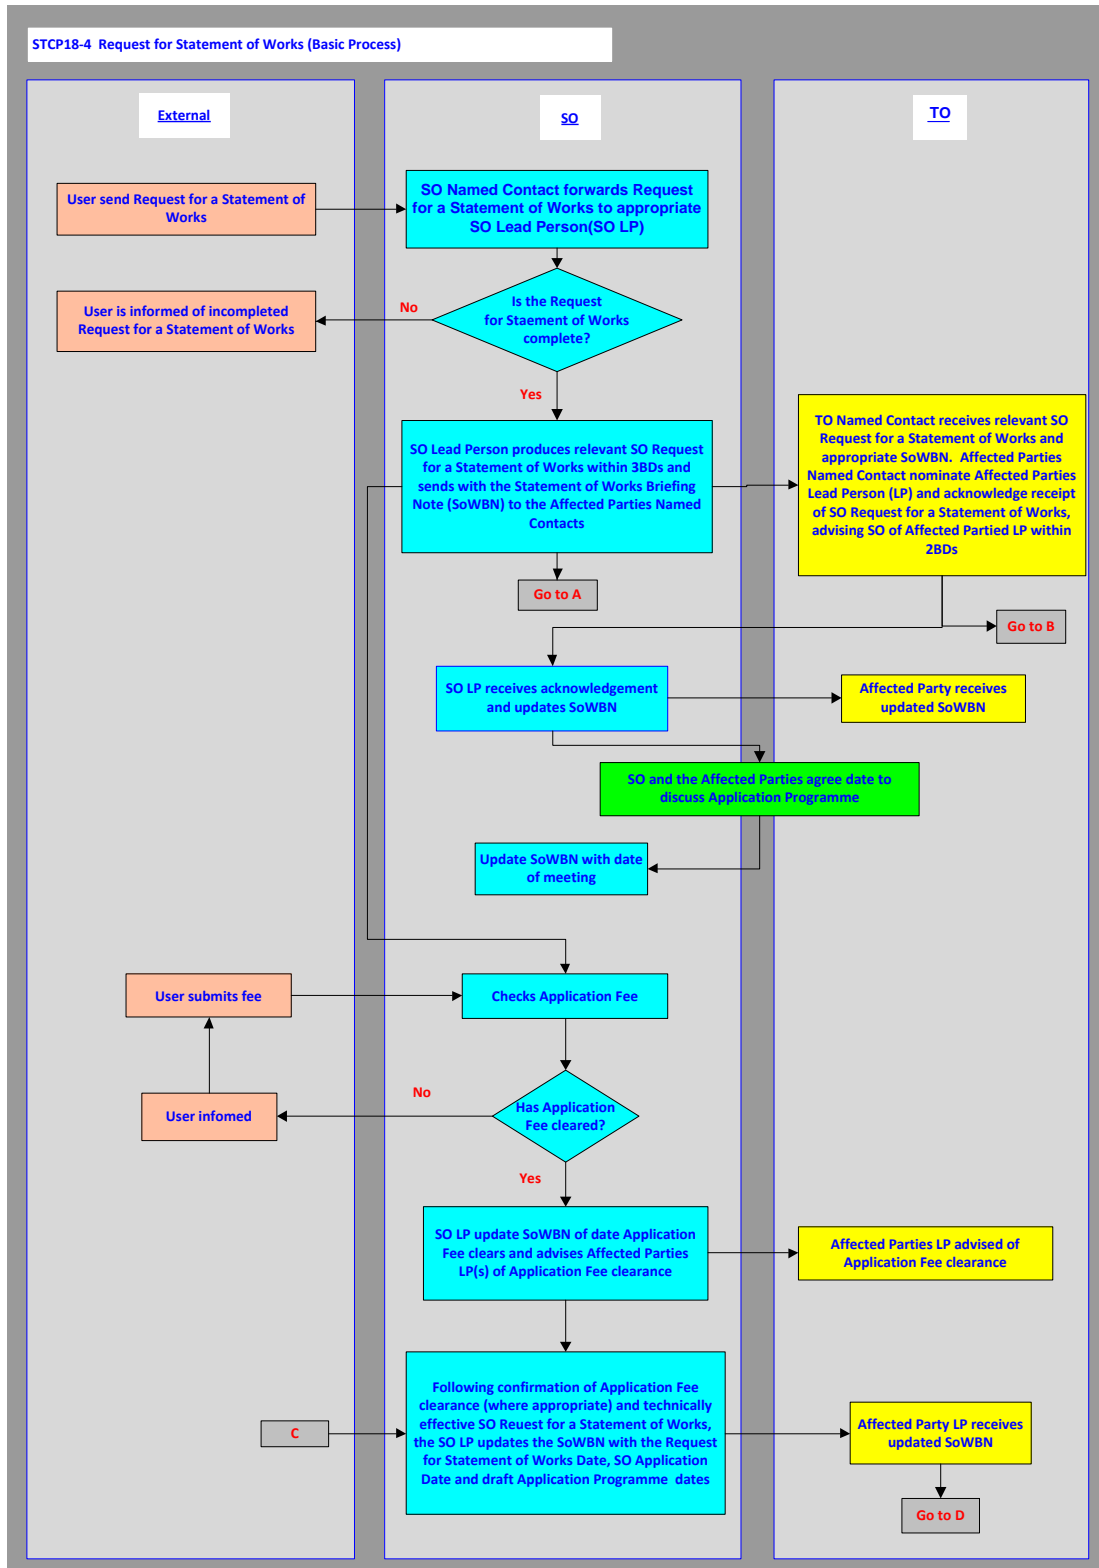 STCP18-4 Request for Statement of Works (Basic Process)
External
SO
TO
User send Request for a Statement of
Works
SO Named Contact forwards Request
for a Statement of Works to appropriate
SO Lead Person(SO LP)
Is the Request
for Staement of Works
complete?
No
User is informed of incompleted
Request for a Statement of Works
Yes
SO Lead Person produces relevant SO Request
for a Statement of Works within 3BDs and
sends with the Statement of Works Briefing
Note (SoWBN) to the Affected Parties Named
Contacts
TO Named Contact receives relevant SO
Request for a Statement of Works and
appropriate SoWBN. Affected Parties
Named Contact nominate Affected Parties
Lead Person (LP) and acknowledge receipt
of SO Request for a Statement of Works,
advising SO of Affected Partied LP within
2BDs
Go to A
Go to B
SO LP receives acknowledgement
and updates SoWBN
Affected Party receives
updated SoWBN
SO and the Affected Parties agree date to
discuss Application Programme
Update SoWBN with date
of meeting
User submits fee
Checks Application Fee
Has Application
Fee cleared?
No
User infomed
Yes
SO LP update SoWBN of date Application
Fee clears and advises Affected Parties
LP(s) of Application Fee clearance
Affected Parties LP advised of
Application Fee clearance
C
Following confirmation of Application Fee
clearance (where appropriate) and technically
effective SO Reuest for a Statement of Works,
the SO LP updates the SoWBN with the Request
for Statement of Works Date, SO Application
Date and draft Application Programme dates
Affected Party LP receives
updated SoWBN
Go to D